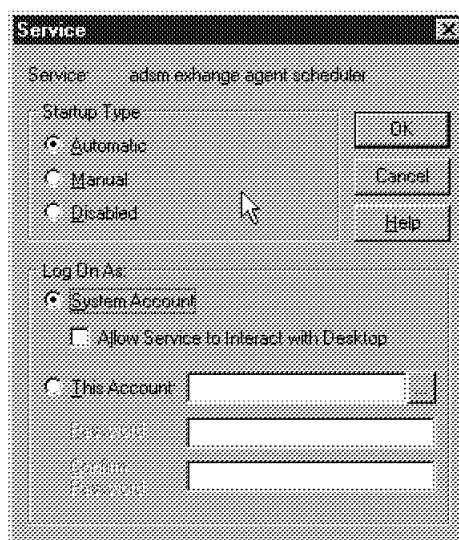 Service
Service: adsm exhange agent scheduler
Startup Type
Automatic
Manual
Disabled
OK
Cancel
Help
Log On As:
System Account
Allow Service to Interact with Desktop
This Account:
Password:
Confirm
Password: